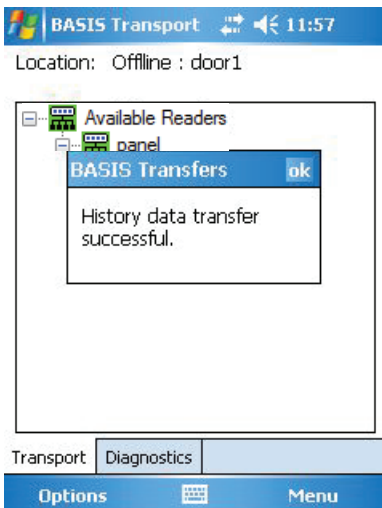 BASIS Transport 11:57
Location: Offline : door1
Available Readers
panel
BASIS Transfers ok
History data transfer
successful.
Transport Diagnostics
Options Menu